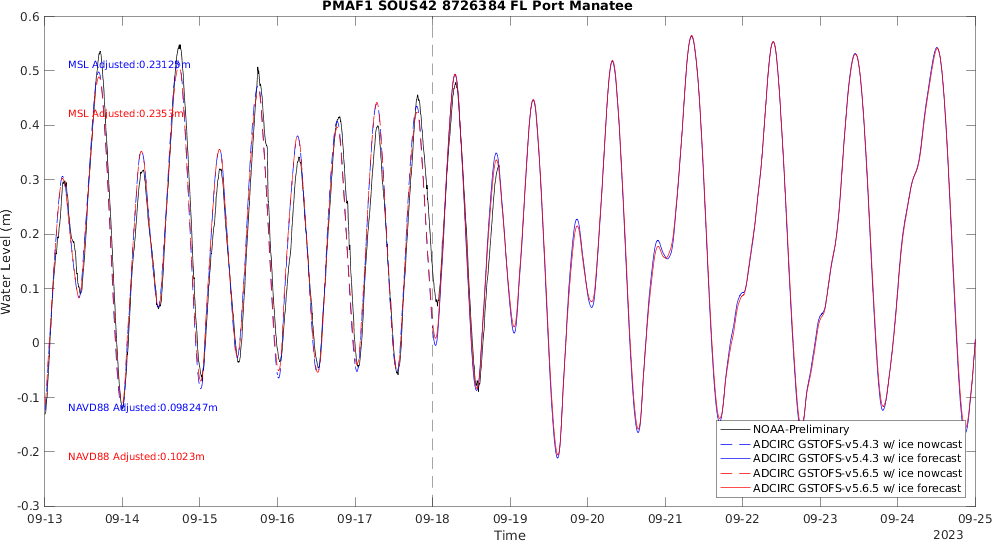 PMAF1 SOUS42 8726384 FL Port Manatee
0.6
0.5
0.4
0.3
0.2
0.1
0
-0.1
-0.2
-0.3
Water Level (m)
MSL Adjusted:0.23129m
MSL Adjusted:0.2353m
NAVD88 Adjusted:0.098247m
NAVD88 Adjusted:0.1023m
NOAA-Preliminary
ADCIRC GSTOFS-v5.4.3 w/ ice nowcast
ADCIRC GSTOFS-v5.4.3 w/ ice forecast
ADCIRC GSTOFS-v5.6.5 w/ ice nowcast
ADCIRC GSTOFS-v5.6.5 w/ ice forecast
09-13 09-14 09-15 09-16 09-17 09-18 09-19 09-20 09-21 09-22 09-23 09-24 09-25
Time
2023